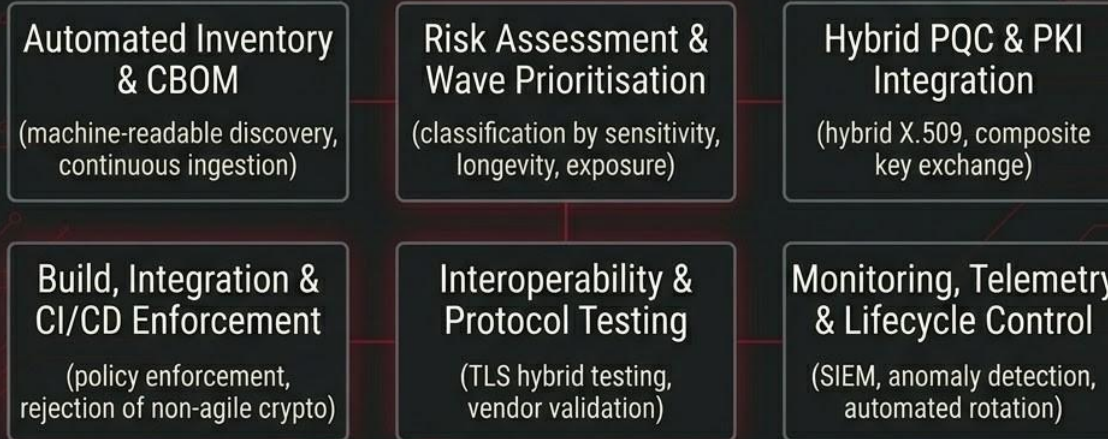 Automated Inventory
& CBOM
(machine-readable discovery,
continuous ingestion)
Risk Assessment &
Wave Prioritisation
(classification by sensitivity,
longevity, exposure)
Hybrid PQC & PKI
Integration
(hybrid X.509, composite
key exchange)
Build, Integration &
CI/CD Enforcement
(policy enforcement,
rejection of non-agile crypto)
Interoperability &
Protocol Testing
(TLS hybrid testing,
vendor validation)
Monitoring, Telemetry
& Lifecycle Control
(SIEM, anomaly detection,
automated rotation)